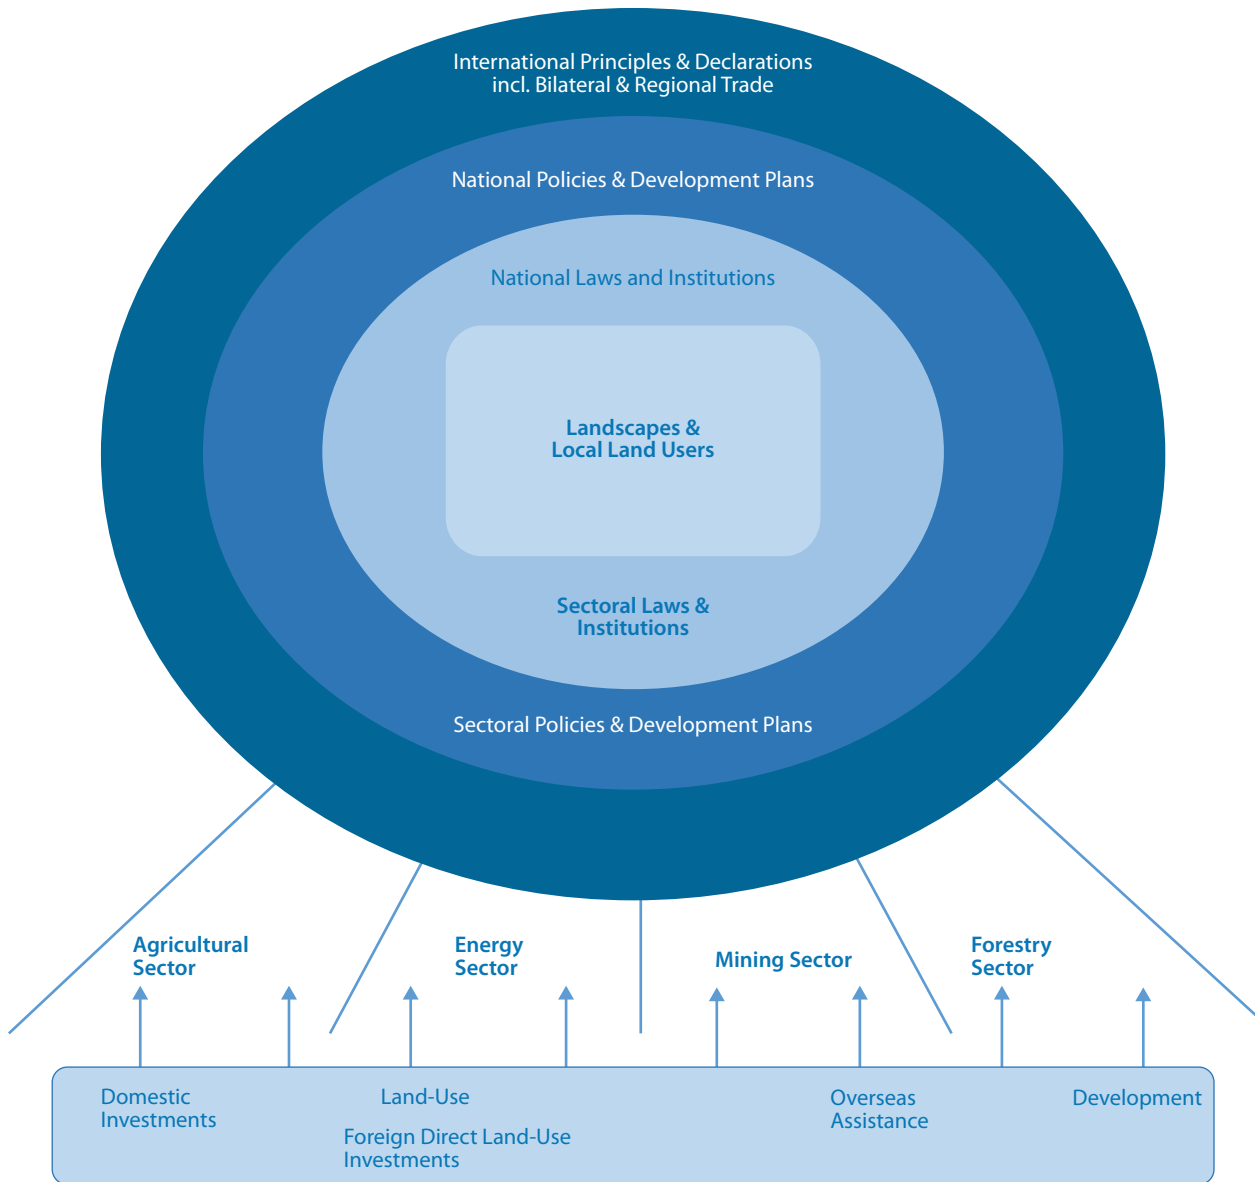 International Principles & Declarations
incl. Bilateral & Regional Trade
National Policies & Development Plans
National Laws and Institutions
Landscapes &
Local Land Users
Sectoral Laws &
Institutions
Sectoral Policies & Development Plans
Agricultural
Sector
Energy
Sector
Mining Sector
Forestry
Sector
Domestic
Investments
Land-Use
Foreign Direct Land-Use
Investments
Overseas
Assistance
Development